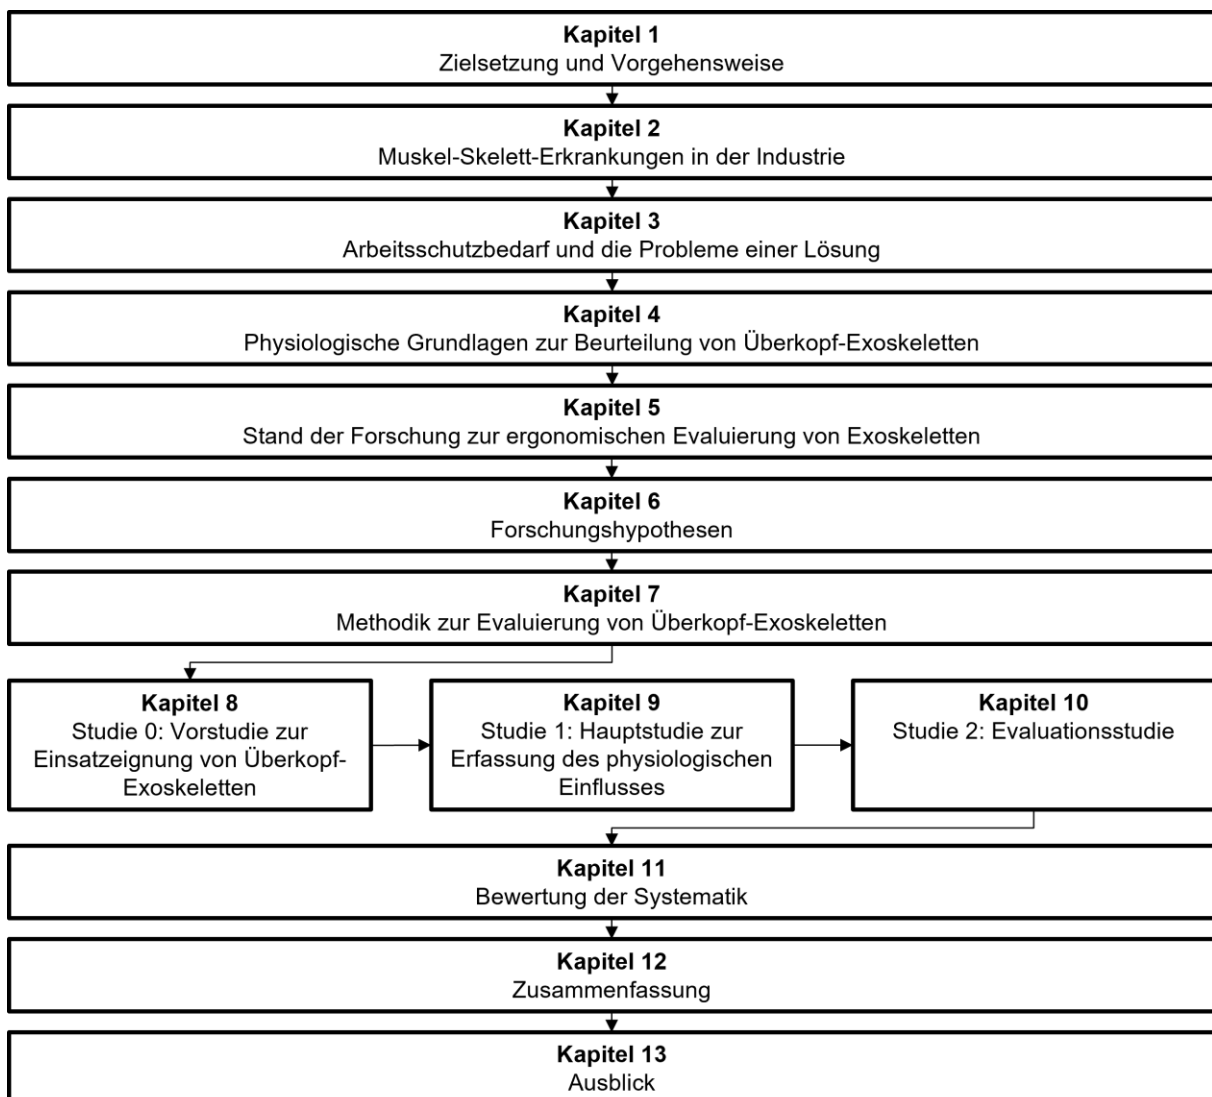 Kapitel 1
Zielsetzung und Vorgehensweise
Kapitel 2
Muskel-Skelett-Erkrankungen in der Industrie
Kapitel 3
Arbeitsschutzbedarf und die Probleme einer Lösung
Kapitel 4
Physiologische Grundlagen zur Beurteilung von Überkopf-Exoskeletten
Kapitel 5
Stand der Forschung zur ergonomischen Evaluierung von Exoskeletten
Kapitel 6
Forschungshypothesen
Kapitel 7
Methodik zur Evaluierung von Überkopf-Exoskeletten
Kapitel 8
Studie 0: Vorstudie zur
Einsatzeignung von Überkopf-
Exoskeletten
Kapitel 9
Studie 1: Hauptstudie zur
Erfassung des physiologischen
Einflusses
Kapitel 10
Studie 2: Evaluationsstudie
Kapitel 11
Bewertung der Systematik
Kapitel 12
Zusammenfassung
Kapitel 13
Ausblick